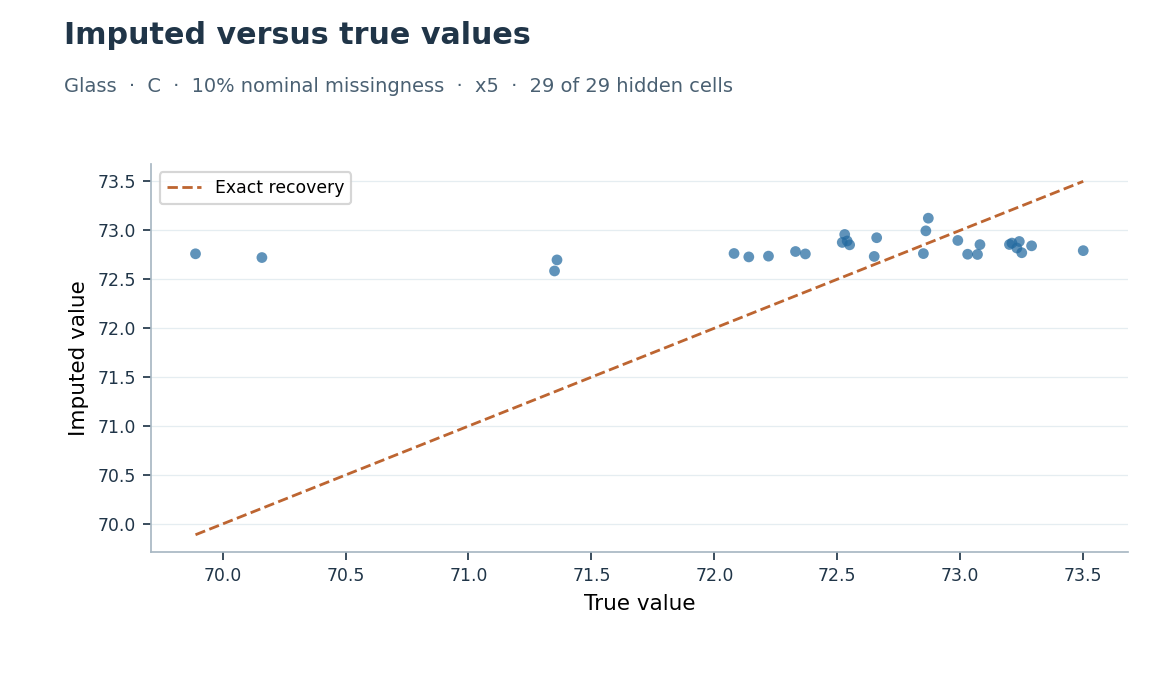 Imputed versus true values
Glass · C · 10% nominal missingness · x5 · 29 of 29 hidden cells
Exact recovery
Imputed value
73.5
73.0
72.5
72.0
71.5
71.0
70.5
70.0
70.0 70.5 71.0 71.5 72.0 72.5 73.0 73.5
True value